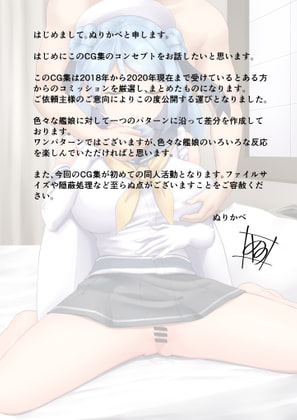 はじめまして。ぬりかべと申します。
はじめにこのCG集のコンセプトをお話したいと思います。
このCG集は2018年から2020年現在まで受けているとある方
からのコミッションを厳選し、まとめたものになります。
ご依頼主様のご意向によりこの度公開する運びとなりました。
色々な艦娘に対して一つのパターンに沿って差分を作成して
おります。
ワンパターンではございますが、色々な艦娘のいろいろな反応
を楽しんでいただければと思います。
また、今回のCG集が初めての同人活動となります。ファイルサ
イズや隠蔽処理など至らぬ点がございますことをご容赦くだ
さい。
ぬりかべ